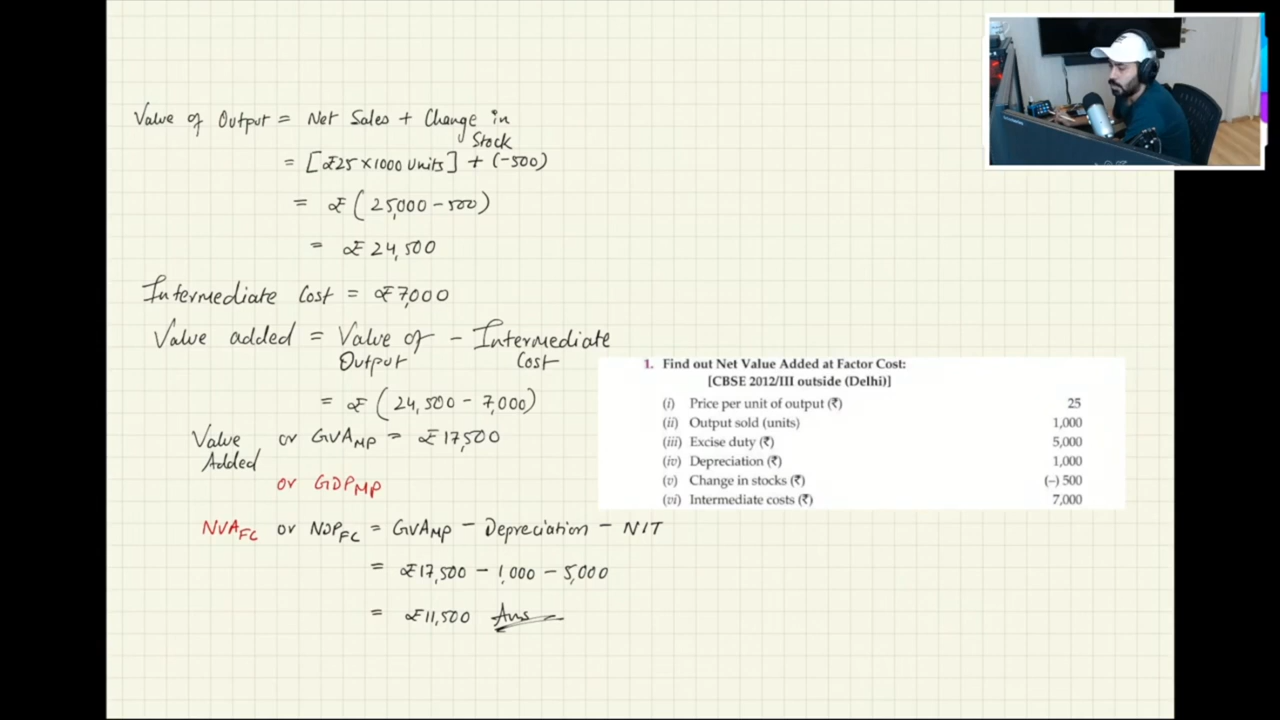 Value of Output = Net Sales + Change in Stock
= [₹25 × 1000 Units] + (-500)
= ₹ (25,000 - 500)
= ₹24,500
Intermediate Cost = ₹7,000
Value added = Value of Output - Intermediate Cost
= ₹ (24,500 - 7,000)
Value Added or GVAMP = ₹17,500
or GDPMP
NVAFC or NDPFC = GVAMP - Depreciation - NIT
= ₹17,500 - 1,000 - 5,000
= ₹11,500 Ans
1. Find out Net Value Added at Factor Cost:
[CBSE 2012/III outside (Delhi)]
(i) Price per unit of output (₹) 25
(ii) Output sold (units) 1,000
(iii) Excise duty (₹) 5,000
(iv) Depreciation (₹) 1,000
(v) Change in stocks (₹) (–) 500
(vi) Intermediate costs (₹) 7,000